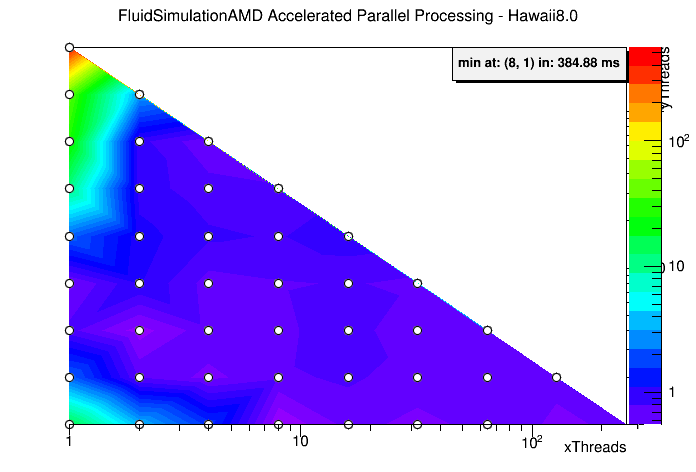 FluidSimulationAMD Accelerated Parallel Processing - Hawaii8.0
min at: (8, 1) in: 384.88 ms
yThreads
10²
10
1
1
10
10²
xThreads